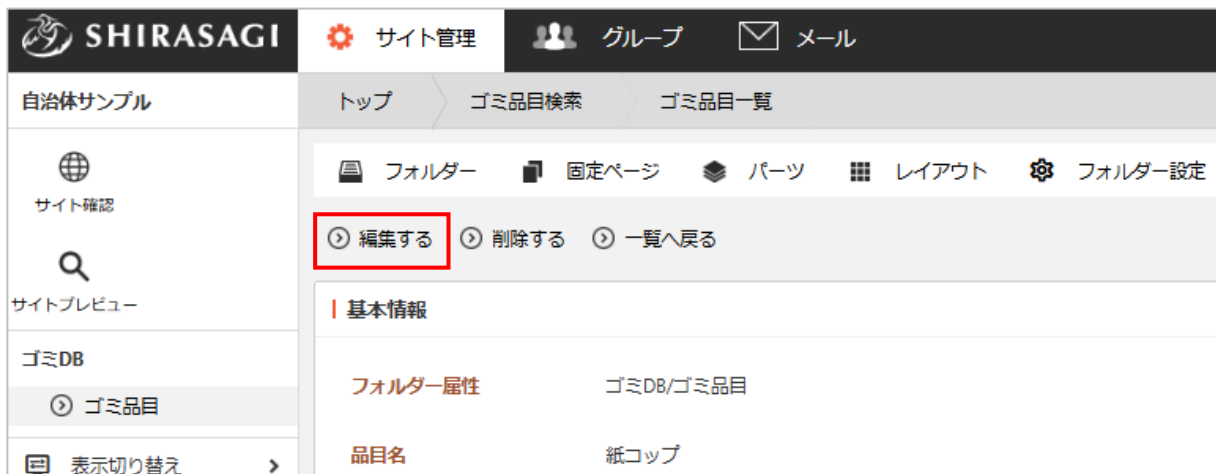 SHIRASAGI サイト管理 グループ メール
自治体サンプル
トップ ゴミ品目検索 ゴミ品目一覧
サイト確認
フォルダー 固定ページ パーツ レイアウト フォルダー設定
編集する 削除する 一覧へ戻る
サイトプレビュー
基本情報
ゴミDB
ゴミ品目
フォルダー属性 ゴミDB/ゴミ品目
品目名 紙コップ
表示切り替え